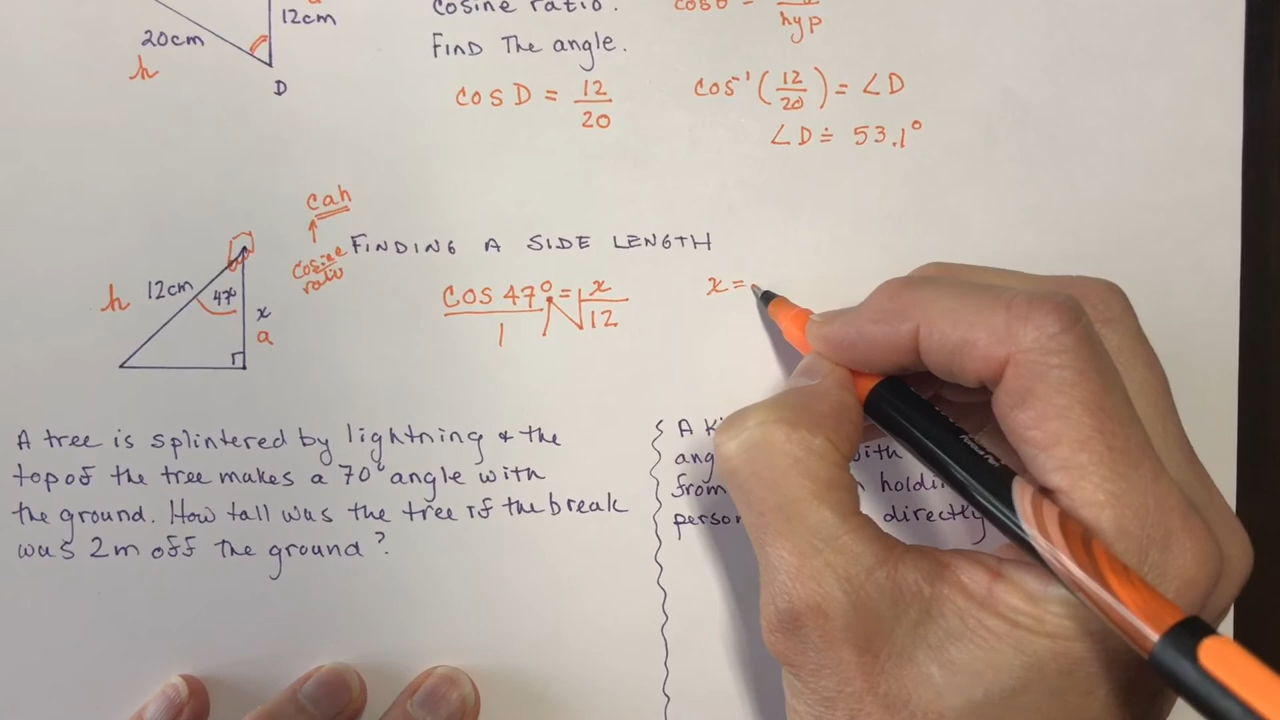 12cm
20cm
h
D
Cosine ratio.
Find The angle.
cos D = 12/20
cosθ = /hyp
cos⁻¹(12/20) = ∠D
∠D ≐ 53.1°
cah
cosine
ratio
FINDING A SIDE LENGTH
h
12cm
47°
x
a
cos 47°/1 = x/12
x =
A tree is splintered by lightning & the
top of the tree makes a 70° angle with
the ground. How tall was the tree if the break
was 2m off the ground?
A
with
from
directly